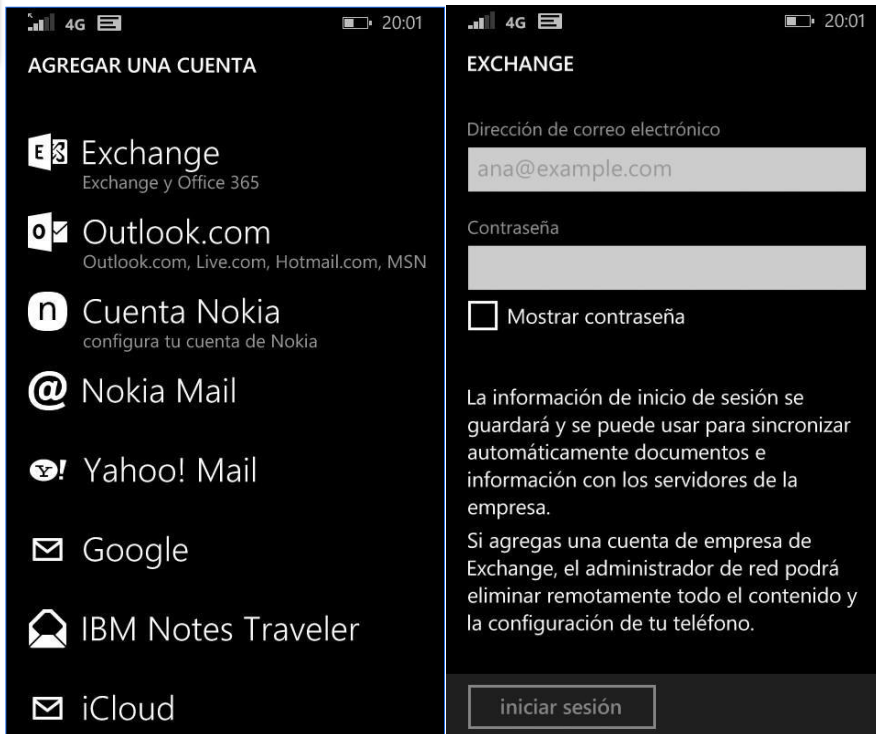 4G 20:01
AGREGAR UNA CUENTA
E Exchange
Exchange y Office 365
o Outlook.com
Outlook.com, Live.com, Hotmail.com, MSN
n Cuenta Nokia
configura tu cuenta de Nokia
@ Nokia Mail
Y! Yahoo! Mail
Google
IBM Notes Traveler
iCloud
4G 20:01
EXCHANGE
Dirección de correo electrónico
ana@example.com
Contraseña
Mostrar contraseña
La información de inicio de sesión se
guardará y se puede usar para sincronizar
automáticamente documentos e
información con los servidores de la
empresa.
Si agregas una cuenta de empresa de
Exchange, el administrador de red podrá
eliminar remotamente todo el contenido y
la configuración de tu teléfono.
iniciar sesión